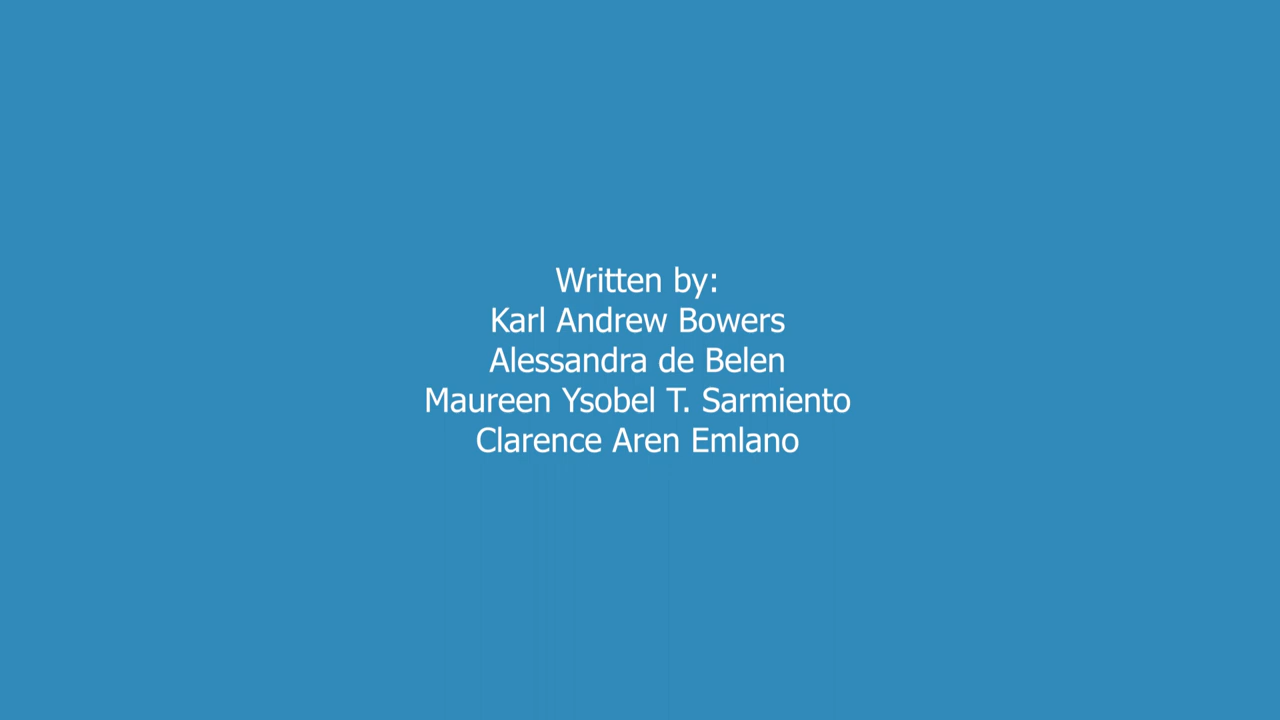 Written by:
Karl Andrew Bowers
Alessandra de Belen
Maureen Ysobel T. Sarmiento
Clarence Aren Emlano